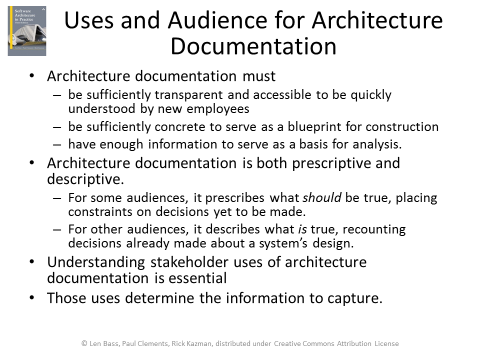 Software
Architecture
in Practice
Uses and Audience for Architecture
Documentation
• Architecture documentation must
– be sufficiently transparent and accessible to be quickly
understood by new employees
– be sufficiently concrete to serve as a blueprint for construction
– have enough information to serve as a basis for analysis.
• Architecture documentation is both prescriptive and
descriptive.
– For some audiences, it prescribes what should be true, placing
constraints on decisions yet to be made.
– For other audiences, it describes what is true, recounting
decisions already made about a system's design.
• Understanding stakeholder uses of architecture
documentation is essential
• Those uses determine the information to capture.
© Len Bass, Paul Clements, Rick Kazman, distributed under Creative Commons Attribution License